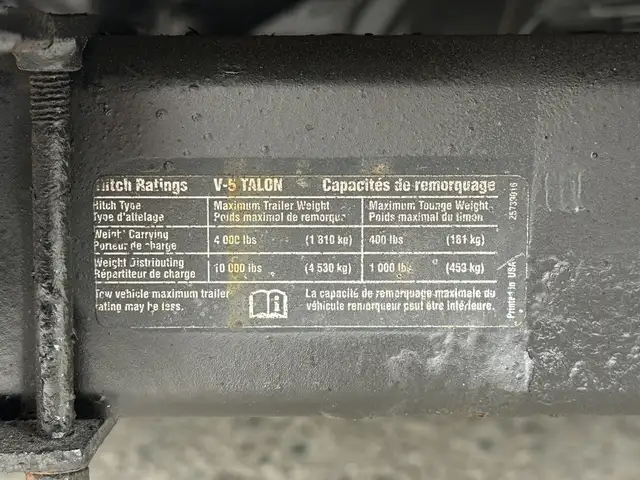 Hitch Ratings V-5 TALON Capacités de remorquage
Hitch Type Maximum Trailer Weight Maximum Tounge Weight
Type d'attelage Poids maximal de remorque Poids maximal du timon
Weight Carrying 4 000 lbs (1 810 kg) 400 lbs (181 kg)
Porteur de charge
Weight Distributing 10 000 lbs (4 530 kg) 1 000 lbs (453 kg)
Répartiteur de charge
Tow vehicle maximum trailer La capacité de remorquage maximale du
rating may be less. véhicule remorqueur peut être inférieure.
Printed in USA 25733016